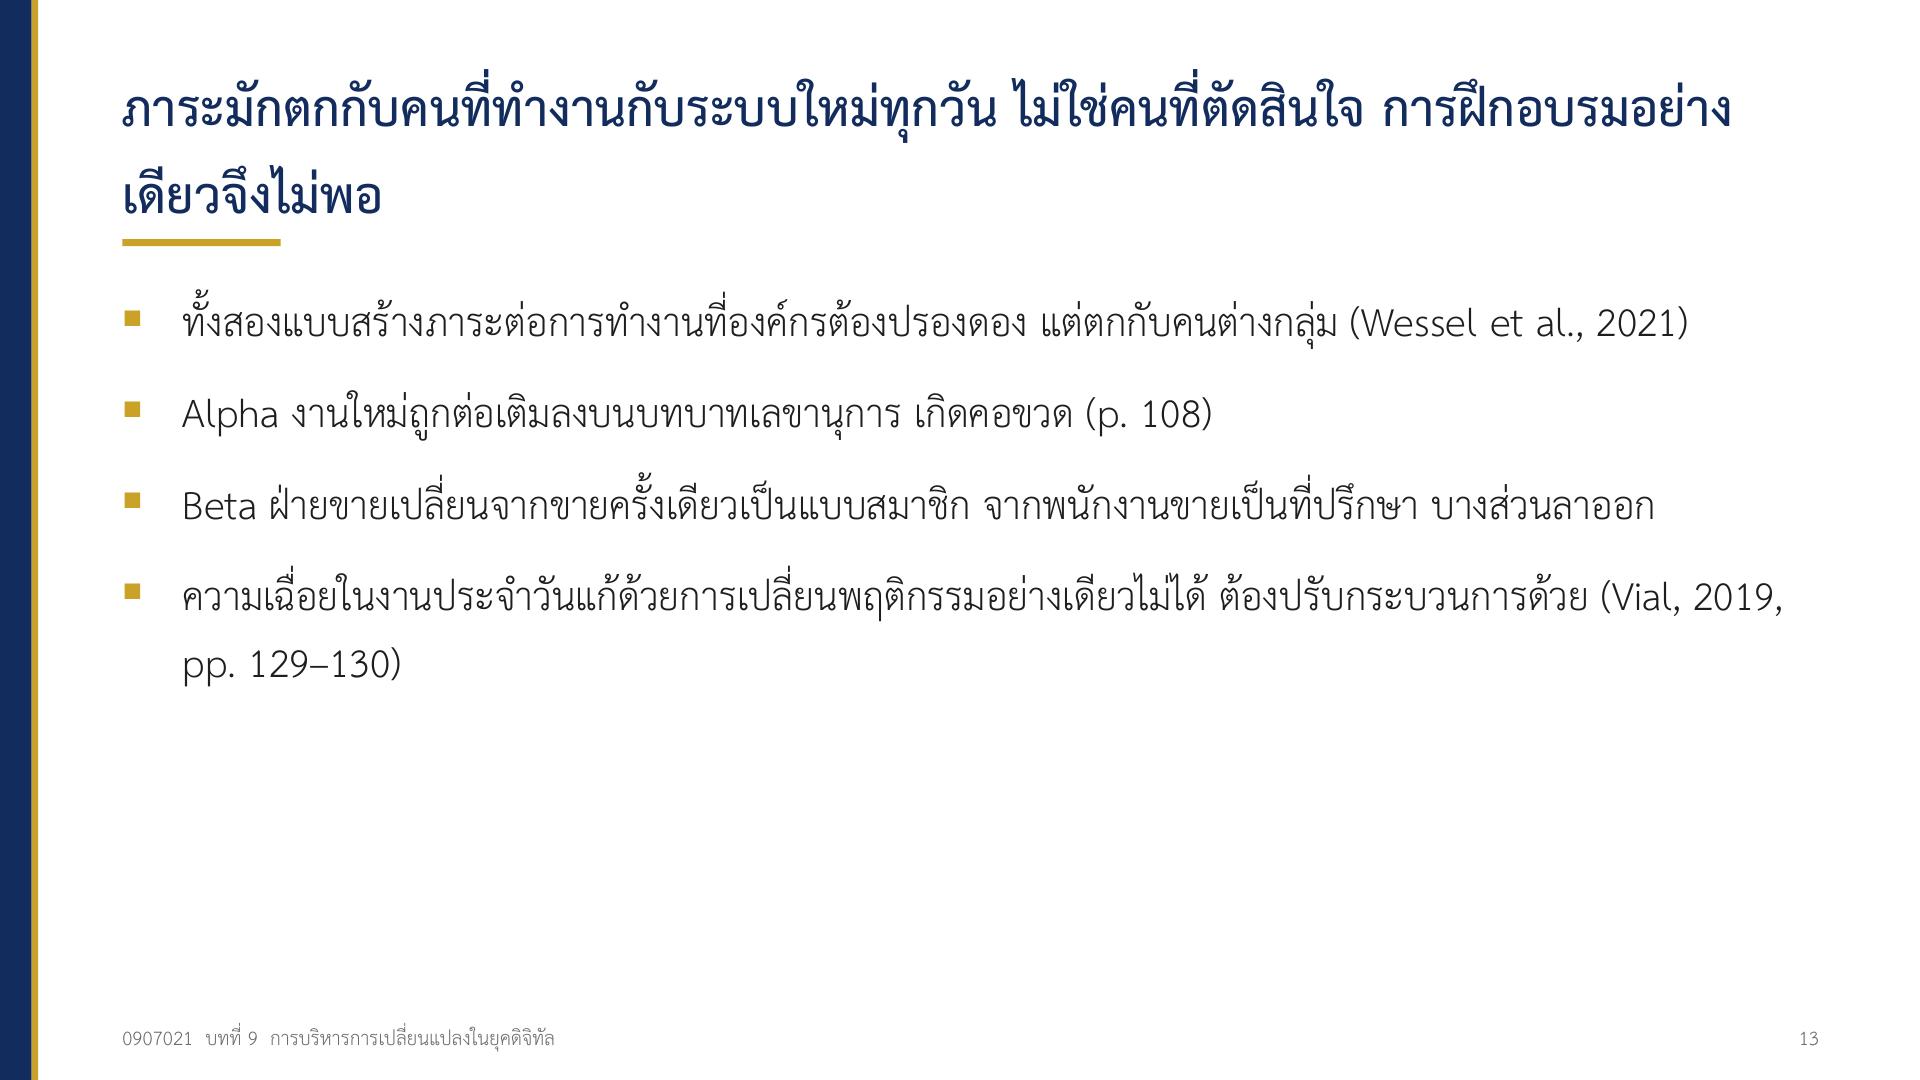 ภาระมักตกกับคนที่ทำงานกับระบบใหม่ทุกวัน ไม่ใช่คนที่ตัดสินใจ การฝึกอบรมอย่าง
เดียวจึงไม่พอ
ทั้งสองแบบสร้างภาระต่อการทำงานที่องค์กรต้องปรองดอง แต่ตกกับคนต่างกลุ่ม (Wessel et al., 2021)
Alpha งานใหม่ถูกต่อเติมลงบนบทบาทเลขานุการ เกิดคอขวด (p. 108)
Beta ฝ่ายขายเปลี่ยนจากขายครั้งเดียวเป็นแบบสมาชิก จากพนักงานขายเป็นที่ปรึกษา บางส่วนลาออก
ความเฉื่อยในงานประจำวันแก้ด้วยการเปลี่ยนพฤติกรรมอย่างเดียวไม่ได้ ต้องปรับกระบวนการด้วย (Vial, 2019,
pp. 129–130)
0907021 บทที่ 9 การบริหารการเปลี่ยนแปลงในยุคดิจิทัล
13